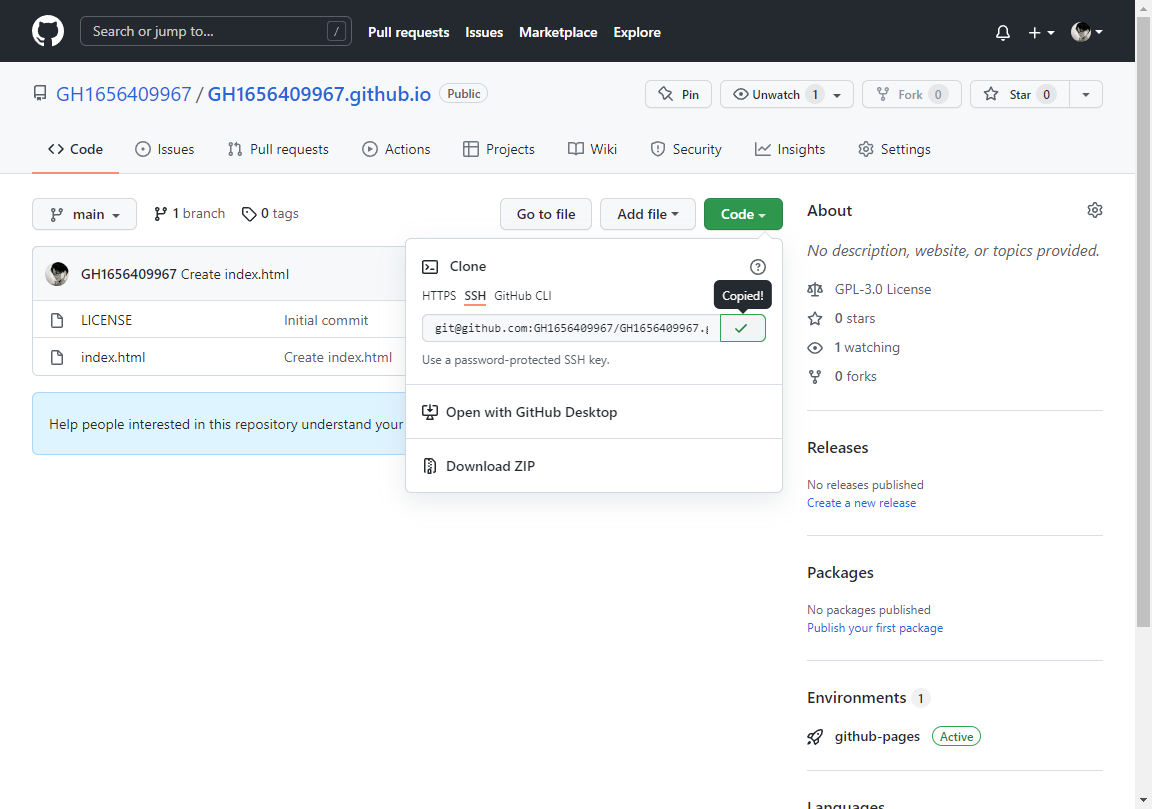 Search or jump to... / Pull requests Issues Marketplace Explore
GH1656409967 / GH1656409967.github.io Public Pin Unwatch 1 Fork 0 Star 0
Code Issues Pull requests Actions Projects Wiki Security Insights Settings
main 1 branch 0 tags Go to file Add file Code
GH1656409967 Create index.html
LICENSE Initial commit
index.html Create index.html
Help people interested in this repository understand your
Clone
HTTPS SSH GitHub CLI
Copied!
git@github.com:GH1656409967/GH1656409967.g
Use a password-protected SSH key.
Open with GitHub Desktop
Download ZIP
About
No description, website, or topics provided.
GPL-3.0 License
0 stars
1 watching
0 forks
Releases
No releases published
Create a new release
Packages
No packages published
Publish your first package
Environments 1
github-pages Active
Languages